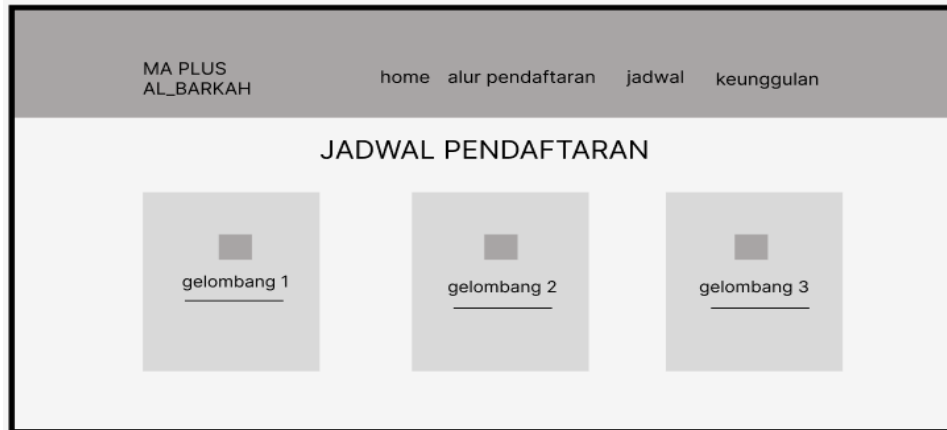 MA PLUS
AL_BARKAH
home alur pendaftaran jadwal keunggulan
JADWAL PENDAFTARAN
gelombang 1
gelombang 2
gelombang 3